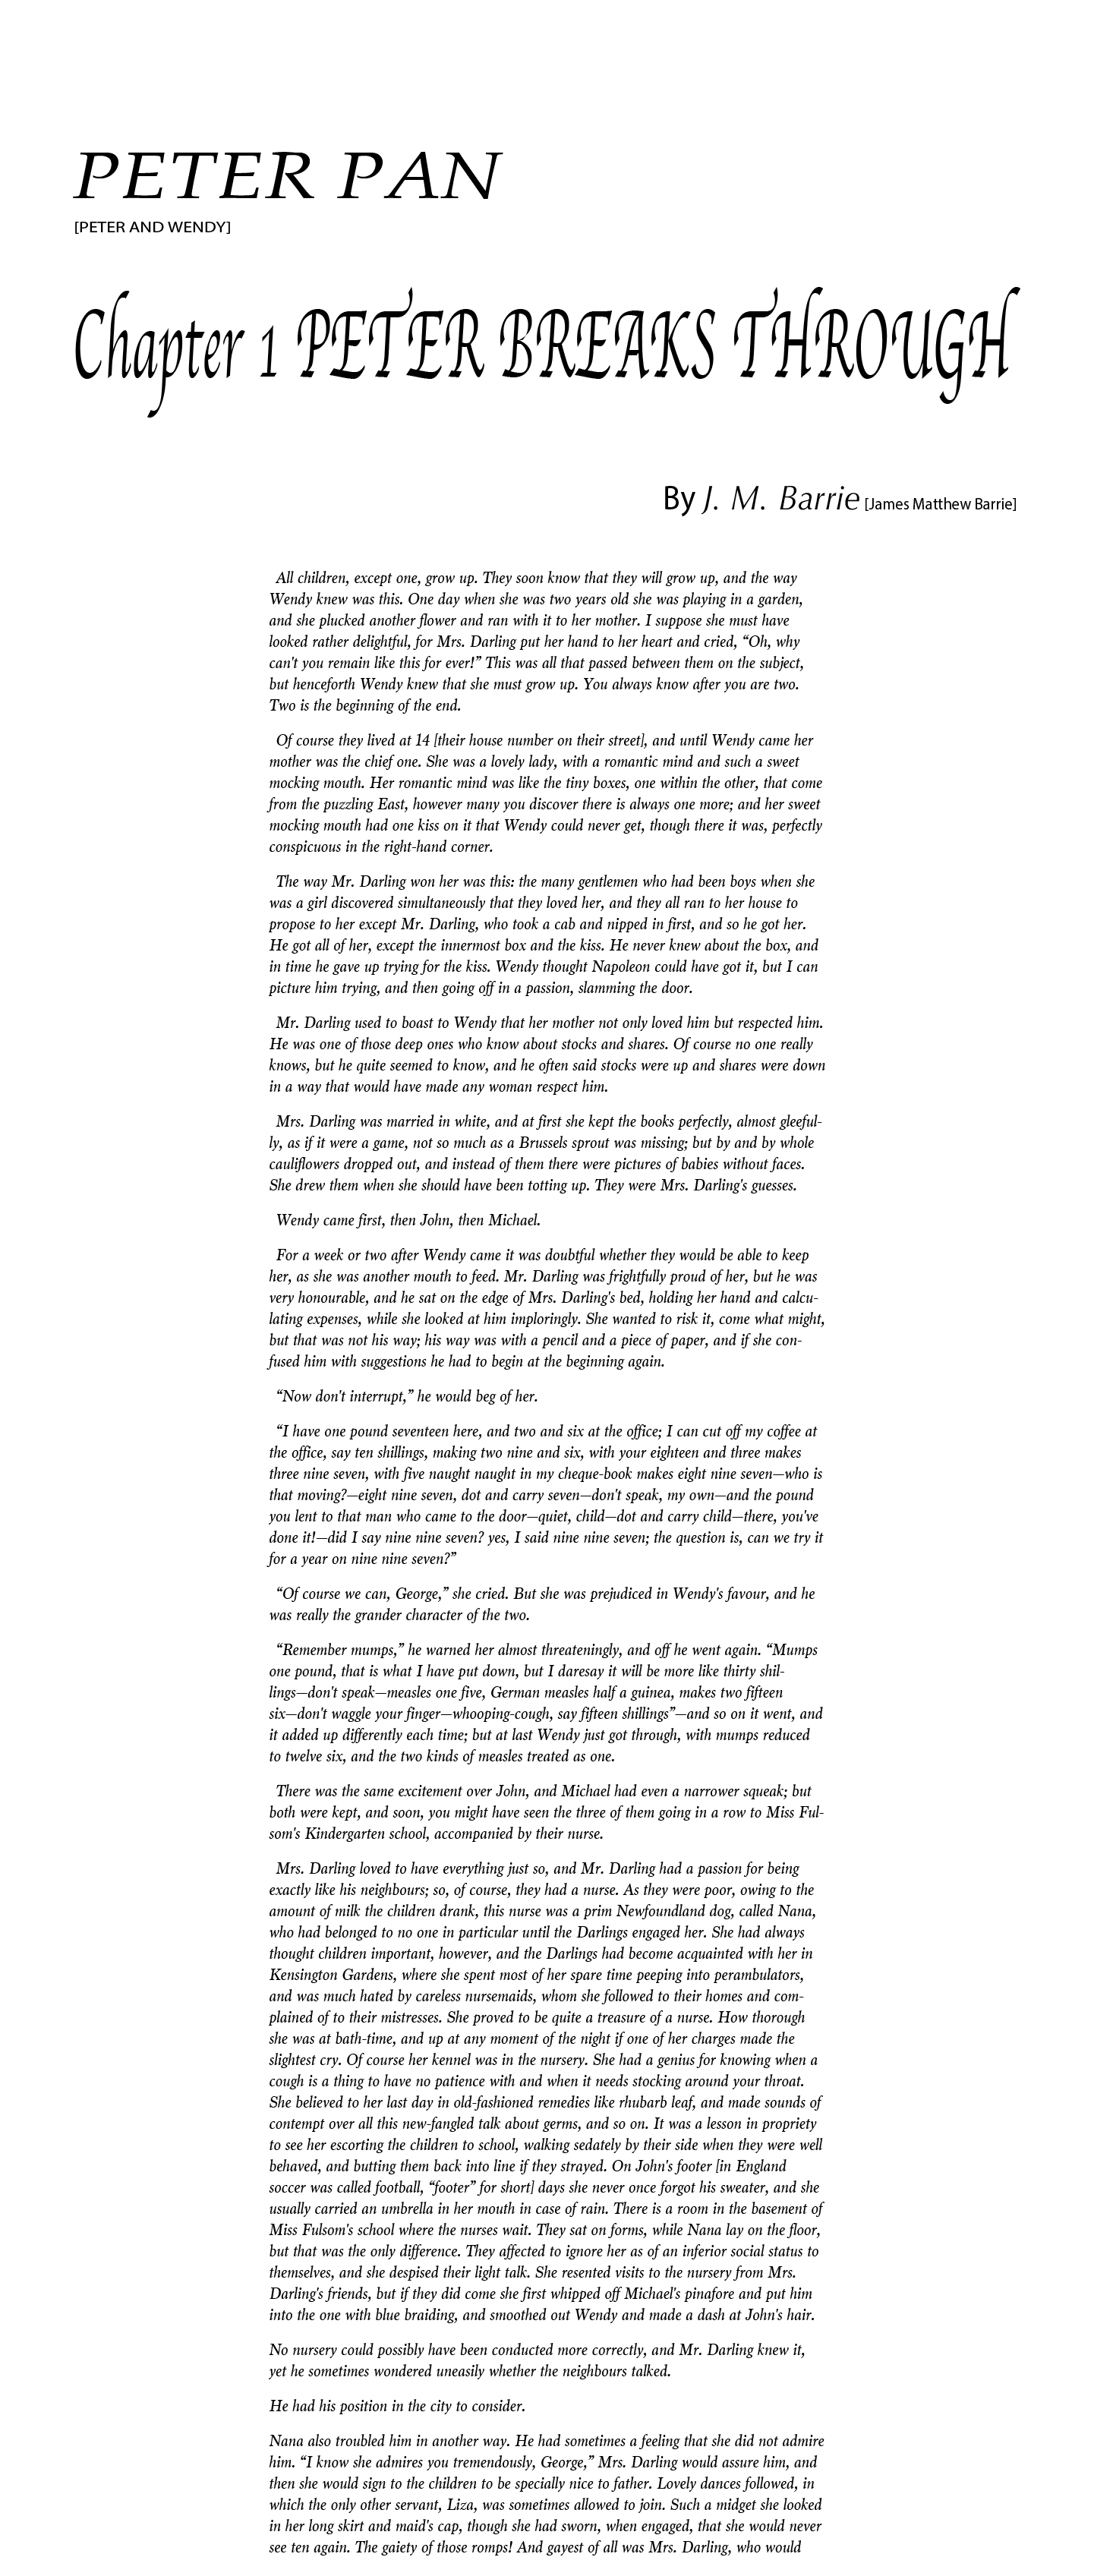 PETER PAN
[PETER AND WENDY]
Chapter 1 PETER BREAKS THROUGH
By J. M. Barrie [James Matthew Barrie]
All children, except one, grow up. They soon know that they will grow up, and the way
Wendy knew was this. One day when she was two years old she was playing in a garden,
and she plucked another flower and ran with it to her mother. I suppose she must have
looked rather delightful, for Mrs. Darling put her hand to her heart and cried, “Oh, why
can't you remain like this for ever!” This was all that passed between them on the subject,
but henceforth Wendy knew that she must grow up. You always know after you are two.
Two is the beginning of the end.
Of course they lived at 14 [their house number on their street], and until Wendy came her
mother was the chief one. She was a lovely lady, with a romantic mind and such a sweet
mocking mouth. Her romantic mind was like the tiny boxes, one within the other, that come
from the puzzling East, however many you discover there is always one more; and her sweet
mocking mouth had one kiss on it that Wendy could never get, though there it was, perfectly
conspicuous in the right-hand corner.
The way Mr. Darling won her was this: the many gentlemen who had been boys when she
was a girl discovered simultaneously that they loved her, and they all ran to her house to
propose to her except Mr. Darling, who took a cab and nipped in first, and so he got her.
He got all of her, except the innermost box and the kiss. He never knew about the box, and
in time he gave up trying for the kiss. Wendy thought Napoleon could have got it, but I can
picture him trying, and then going off in a passion, slamming the door.
Mr. Darling used to boast to Wendy that her mother not only loved him but respected him.
He was one of those deep ones who know about stocks and shares. Of course no one really
knows, but he quite seemed to know, and he often said stocks were up and shares were down
in a way that would have made any woman respect him.
Mrs. Darling was married in white, and at first she kept the books perfectly, almost gleeful-
ly, as if it were a game, not so much as a Brussels sprout was missing; but by and by whole
cauliflowers dropped out, and instead of them there were pictures of babies without faces.
She drew them when she should have been totting up. They were Mrs. Darling's guesses.
Wendy came first, then John, then Michael.
For a week or two after Wendy came it was doubtful whether they would be able to keep
her, as she was another mouth to feed. Mr. Darling was frightfully proud of her, but he was
very honourable, and he sat on the edge of Mrs. Darling's bed, holding her hand and calcu-
lating expenses, while she looked at him imploringly. She wanted to risk it, come what might,
but that was not his way; his way was with a pencil and a piece of paper, and if she con-
fused him with suggestions he had to begin at the beginning again.
“Now don't interrupt,” he would beg of her.
“I have one pound seventeen here, and two and six at the office; I can cut off my coffee at
the office, say ten shillings, making two nine and six, with your eighteen and three makes
three nine seven, with five naught naught in my cheque-book makes eight nine seven—who is
that moving?—eight nine seven, dot and carry seven—don't speak, my own—and the pound
you lent to that man who came to the door—quiet, child—dot and carry child—there, you've
done it!—did I say nine nine seven? yes, I said nine nine seven; the question is, can we try it
for a year on nine nine seven?”
“Of course we can, George,” she cried. But she was prejudiced in Wendy's favour, and he
was really the grander character of the two.
“Remember mumps,” he warned her almost threateningly, and off he went again. “Mumps
one pound, that is what I have put down, but I daresay it will be more like thirty shil-
lings—don't speak—measles one five, German measles half a guinea, makes two fifteen
six—don't waggle your finger—whooping-cough, say fifteen shillings”—and so on it went, and
it added up differently each time; but at last Wendy just got through, with mumps reduced
to twelve six, and the two kinds of measles treated as one.
There was the same excitement over John, and Michael had even a narrower squeak; but
both were kept, and soon, you might have seen the three of them going in a row to Miss Ful-
som's Kindergarten school, accompanied by their nurse.
Mrs. Darling loved to have everything just so, and Mr. Darling had a passion for being
exactly like his neighbours; so, of course, they had a nurse. As they were poor, owing to the
amount of milk the children drank, this nurse was a prim Newfoundland dog, called Nana,
who had belonged to no one in particular until the Darlings engaged her. She had always
thought children important, however, and the Darlings had become acquainted with her in
Kensington Gardens, where she spent most of her spare time peeping into perambulators,
and was much hated by careless nursemaids, whom she followed to their homes and com-
plained of to their mistresses. She proved to be quite a treasure of a nurse. How thorough
she was at bath-time, and up at any moment of the night if one of her charges made the
slightest cry. Of course her kennel was in the nursery. She had a genius for knowing when a
cough is a thing to have no patience with and when it needs stocking around your throat.
She believed to her last day in old-fashioned remedies like rhubarb leaf, and made sounds of
contempt over all this new-fangled talk about germs, and so on. It was a lesson in propriety
to see her escorting the children to school, walking sedately by their side when they were well
behaved, and butting them back into line if they strayed. On John's footer [in England
soccer was called football, “footer” for short] days she never once forgot his sweater, and she
usually carried an umbrella in her mouth in case of rain. There is a room in the basement of
Miss Fulsom's school where the nurses wait. They sat on forms, while Nana lay on the floor,
but that was the only difference. They affected to ignore her as of an inferior social status to
themselves, and she despised their light talk. She resented visits to the nursery from Mrs.
Darling's friends, but if they did come she first whipped off Michael's pinafore and put him
into the one with blue braiding, and smoothed out Wendy and made a dash at John's hair.
No nursery could possibly have been conducted more correctly, and Mr. Darling knew it,
yet he sometimes wondered uneasily whether the neighbours talked.
He had his position in the city to consider.
Nana also troubled him in another way. He had sometimes a feeling that she did not admire
him. “I know she admires you tremendously, George,” Mrs. Darling would assure him, and
then she would sign to the children to be specially nice to father. Lovely dances followed, in
which the only other servant, Liza, was sometimes allowed to join. Such a midget she looked
in her long skirt and maid's cap, though she had sworn, when engaged, that she would never
see ten again. The gaiety of those romps! And gayest of all was Mrs. Darling, who would